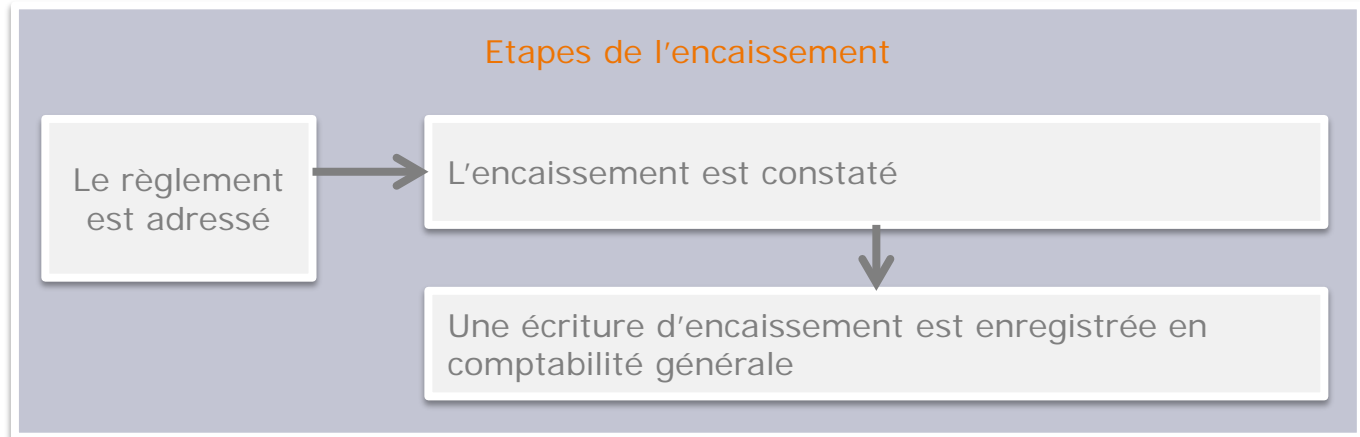 Etapes de l'encaissement
Le règlement
est adressé
L'encaissement est constaté
Une écriture d'encaissement est enregistrée en
comptabilité générale